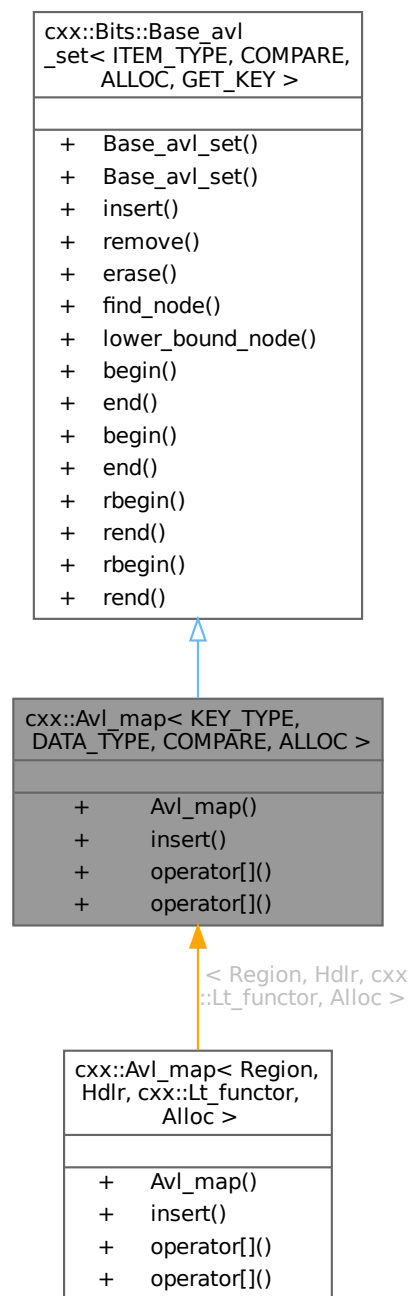 cxx::Bits::Base_avl
_set< ITEM_TYPE, COMPARE,
ALLOC, GET_KEY >
+ Base_avl_set()
+ Base_avl_set()
+ insert()
+ remove()
+ erase()
+ find_node()
+ lower_bound_node()
+ begin()
+ end()
+ begin()
+ end()
+ rbegin()
+ rend()
+ rbegin()
+ rend()
cxx::Avl_map< KEY_TYPE,
DATA_TYPE, COMPARE, ALLOC >
+ Avl_map()
+ insert()
+ operator[]()
+ operator[]()
< Region, Hdlr, cxx
::Lt_functor, Alloc >
cxx::Avl_map< Region,
Hdlr, cxx::Lt_functor,
Alloc >
+ Avl_map()
+ insert()
+ operator[]()
+ operator[]()